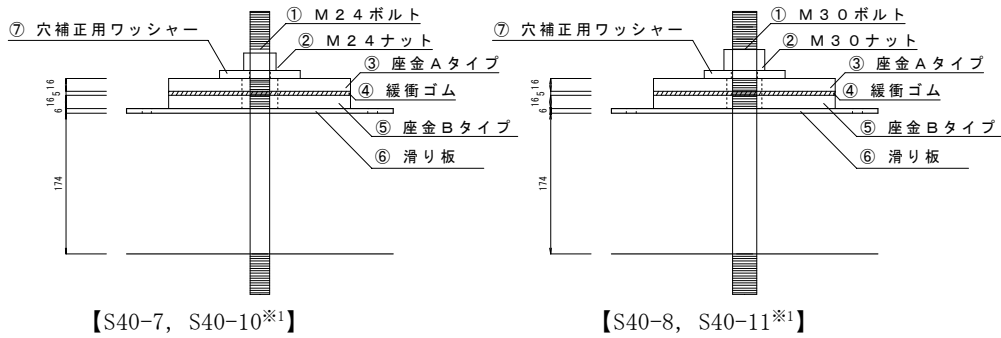 ① Ｍ２４ボルト
⑦ 穴補正用ワッシャー
② Ｍ２４ナット
③ 座金Ａタイプ
④ 緩衝ゴム
⑤ 座金Ｂタイプ
⑥ 滑り板
16
5
16
6
174
【S40-7, S40-10※1】
① Ｍ３０ボルト
⑦ 穴補正用ワッシャー
② Ｍ３０ナット
③ 座金Ａタイプ
④ 緩衝ゴム
⑤ 座金Ｂタイプ
⑥ 滑り板
16
5
16
6
174
【S40-8, S40-11※1】